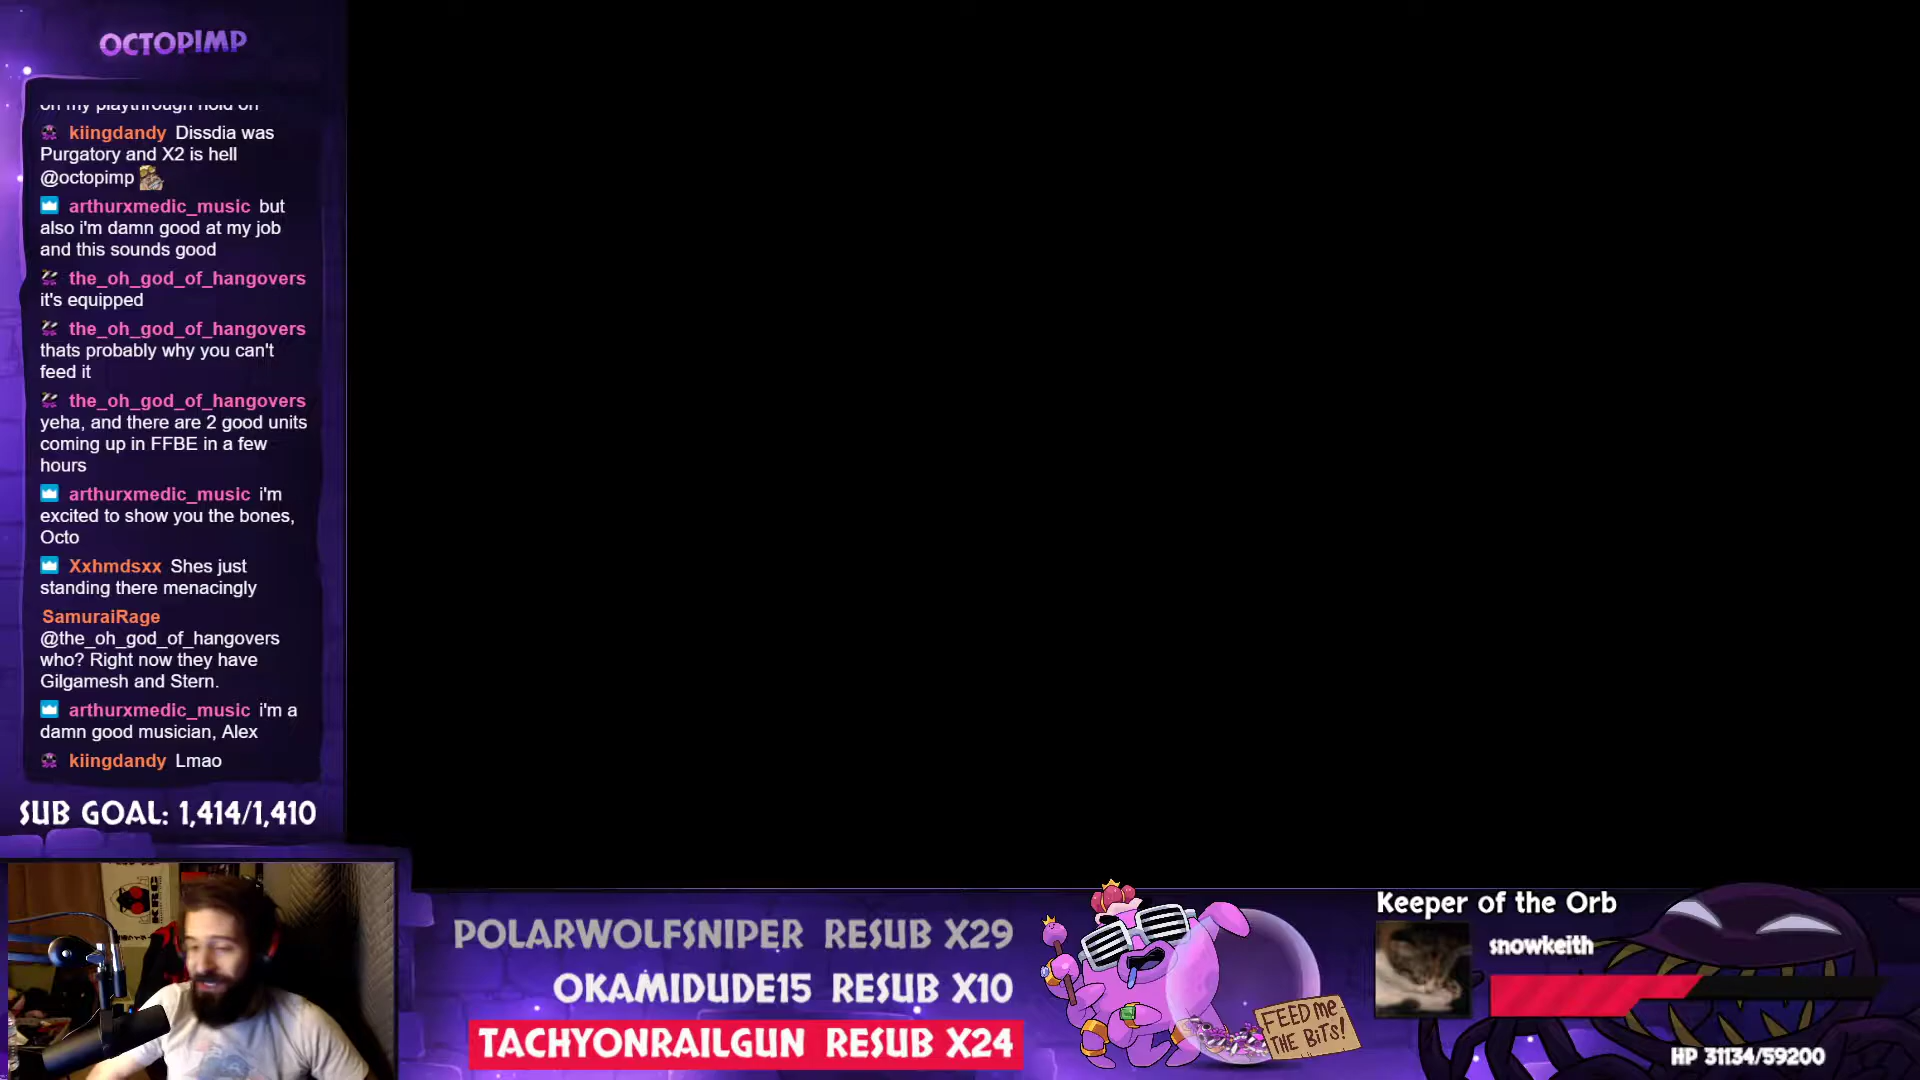 OCTOPIMP
on my playthrough hold on
kiingdandy Dissdia was
Purgatory and X2 is hell
@octopimp
arthurxmedic_music but
also i'm damn good at my job
and this sounds good
the_oh_god_of_hangovers
it's equipped
the_oh_god_of_hangovers
thats probably why you can't
feed it
the_oh_god_of_hangovers
yeha, and there are 2 good units
coming up in FFBE in a few
hours
arthurxmedic_music i'm
excited to show you the bones,
Octo
Xxhmdsxx Shes just
standing there menacingly
SamuraiRage
@the_oh_god_of_hangovers
who? Right now they have
Gilgamesh and Stern.
arthurxmedic_music i'm a
damn good musician, Alex
kiingdandy Lmao
SUB GOAL: 1,414/1,410
POLARWOLFSNIPER RESUB X29
OKAMIDUDE15 RESUB X10
TACHYONRAILGUN RESUB X24
FEED ME
THE BITS!
Keeper of the Orb
snowkeith
HP 31134/59200